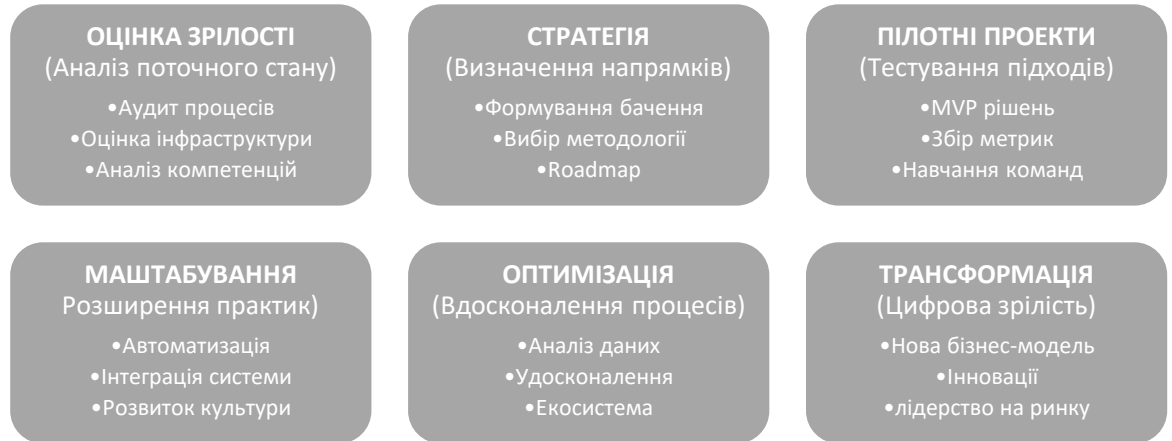 ОЦІНКА ЗРІЛОСТІ
(Аналіз поточного стану)
•Аудит процесів
•Оцінка інфраструктури
•Аналіз компетенцій
СТРАТЕГІЯ
(Визначення напрямків)
•Формування бачення
•Вибір методології
•Roadmap
ПІЛОТНІ ПРОЕКТИ
(Тестування підходів)
•MVP рішень
•Збір метрик
•Навчання команд
МАШТАБУВАННЯ
Розширення практик)
•Автоматизація
•Інтеграція системи
•Розвиток культури
ОПТИМІЗАЦІЯ
(Вдосконалення процесів)
•Аналіз даних
•Удосконалення
•Екосистема
ТРАНСФОРМАЦІЯ
(Цифрова зрілість)
•Нова бізнес-модель
•Інновації
•лідерство на ринку